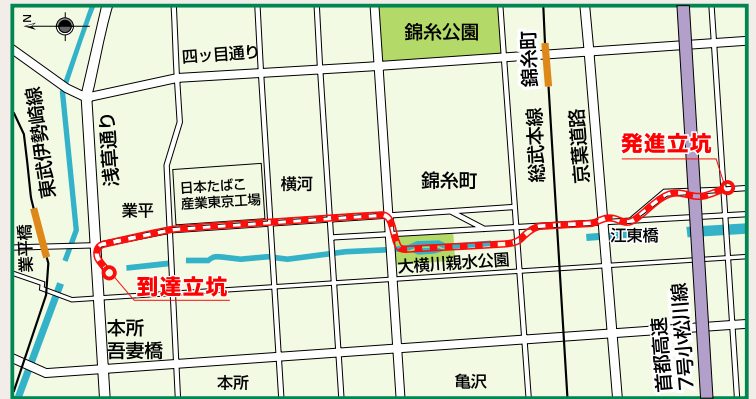 N
錦糸公園
四ッ目通り
錦糸町
東武伊勢崎線
浅草通り
総武本線
京葉道路
発進立坑
日本たばこ
産業東京工場
横河
錦糸町
業平
業平橋
江東橋
大横川親水公園
到達立坑
首都高速
7号小松川線
本所
吾妻橋
本所
亀沢